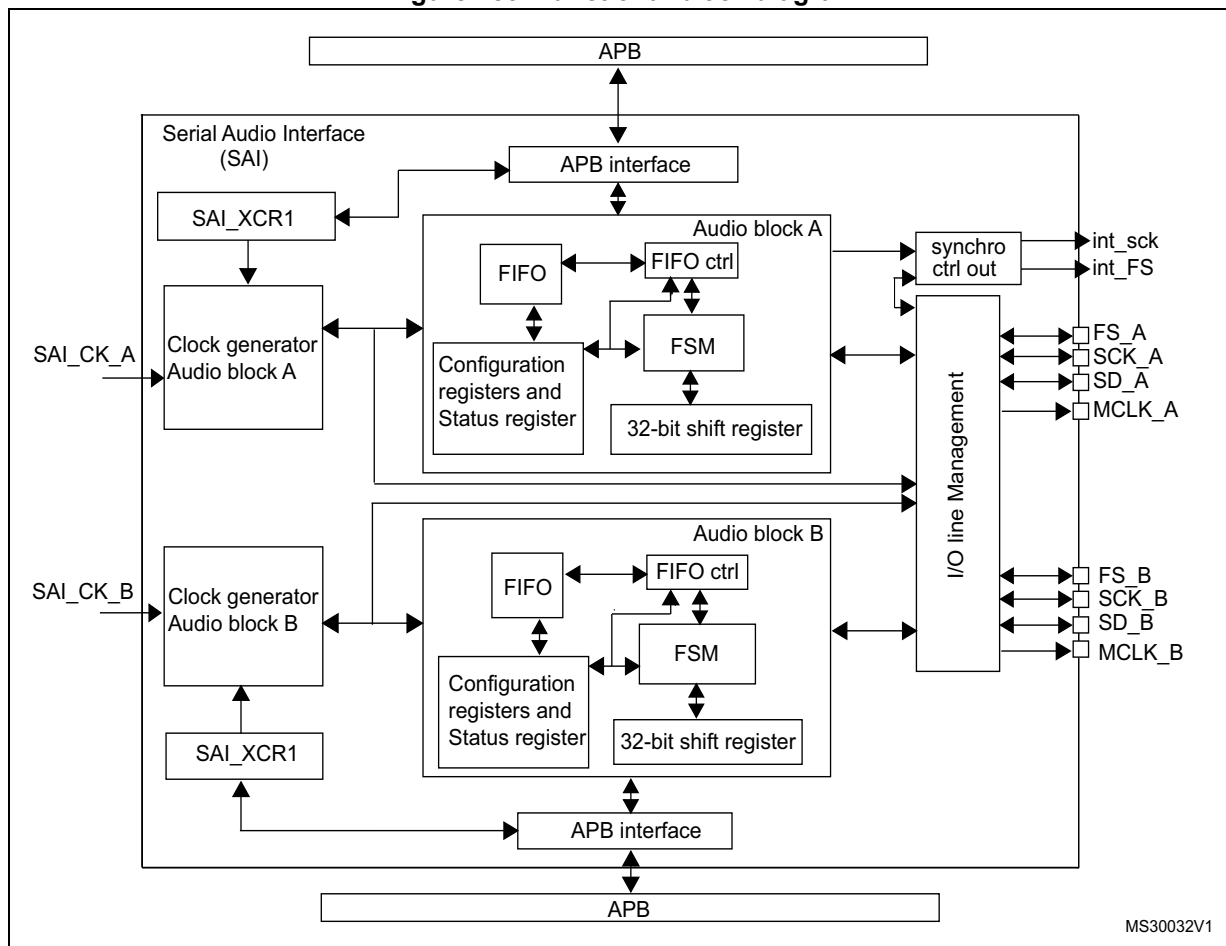 APB
Serial Audio Interface
(SAI)
APB interface
SAI_XCR1
Audio block A
FIFO
FIFO ctrl
synchro
ctrl out
int_sck
int_FS
SAI_CK_A
Clock generator
Audio block A
Configuration
registers and
Status register
FSM
32-bit shift register
I/O line Management
FS_A
SCK_A
SD_A
MCLK_A
Audio block B
SAI_CK_B
Clock generator
Audio block B
FIFO
FIFO ctrl
FSM
Configuration
registers and
Status register
32-bit shift register
FS_B
SCK_B
SD_B
MCLK_B
SAI_XCR1
APB interface
APB
MS30032V1